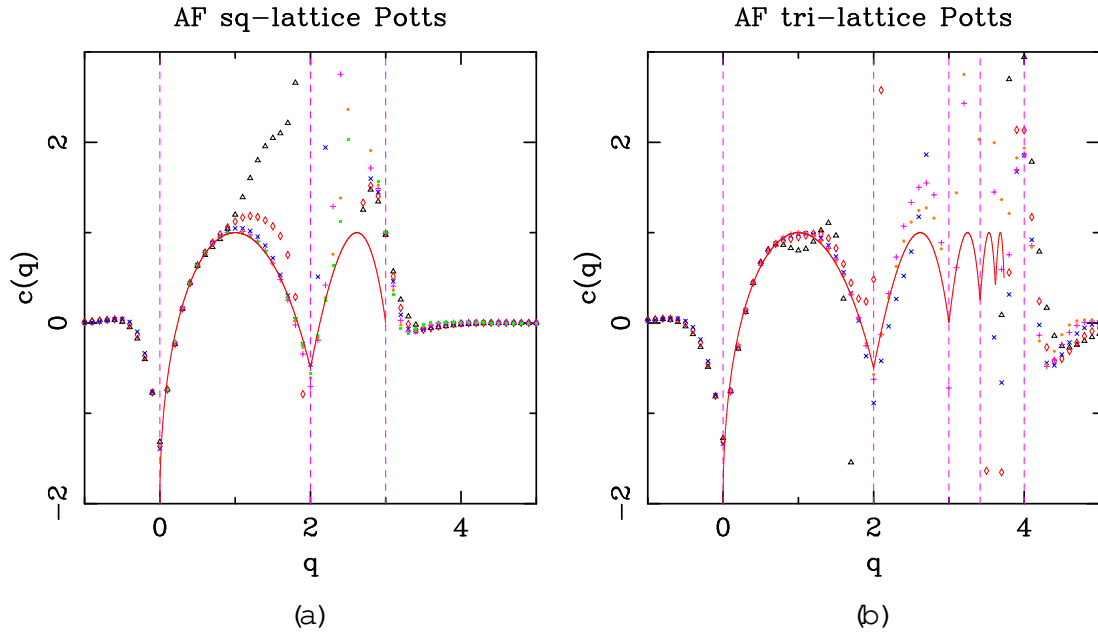 AF sq-lattice Potts
c(q)
2
0
-2
0
2
4
q
(a)
AF tri-lattice Potts
c(q)
2
0
-2
0
2
4
q
(b)